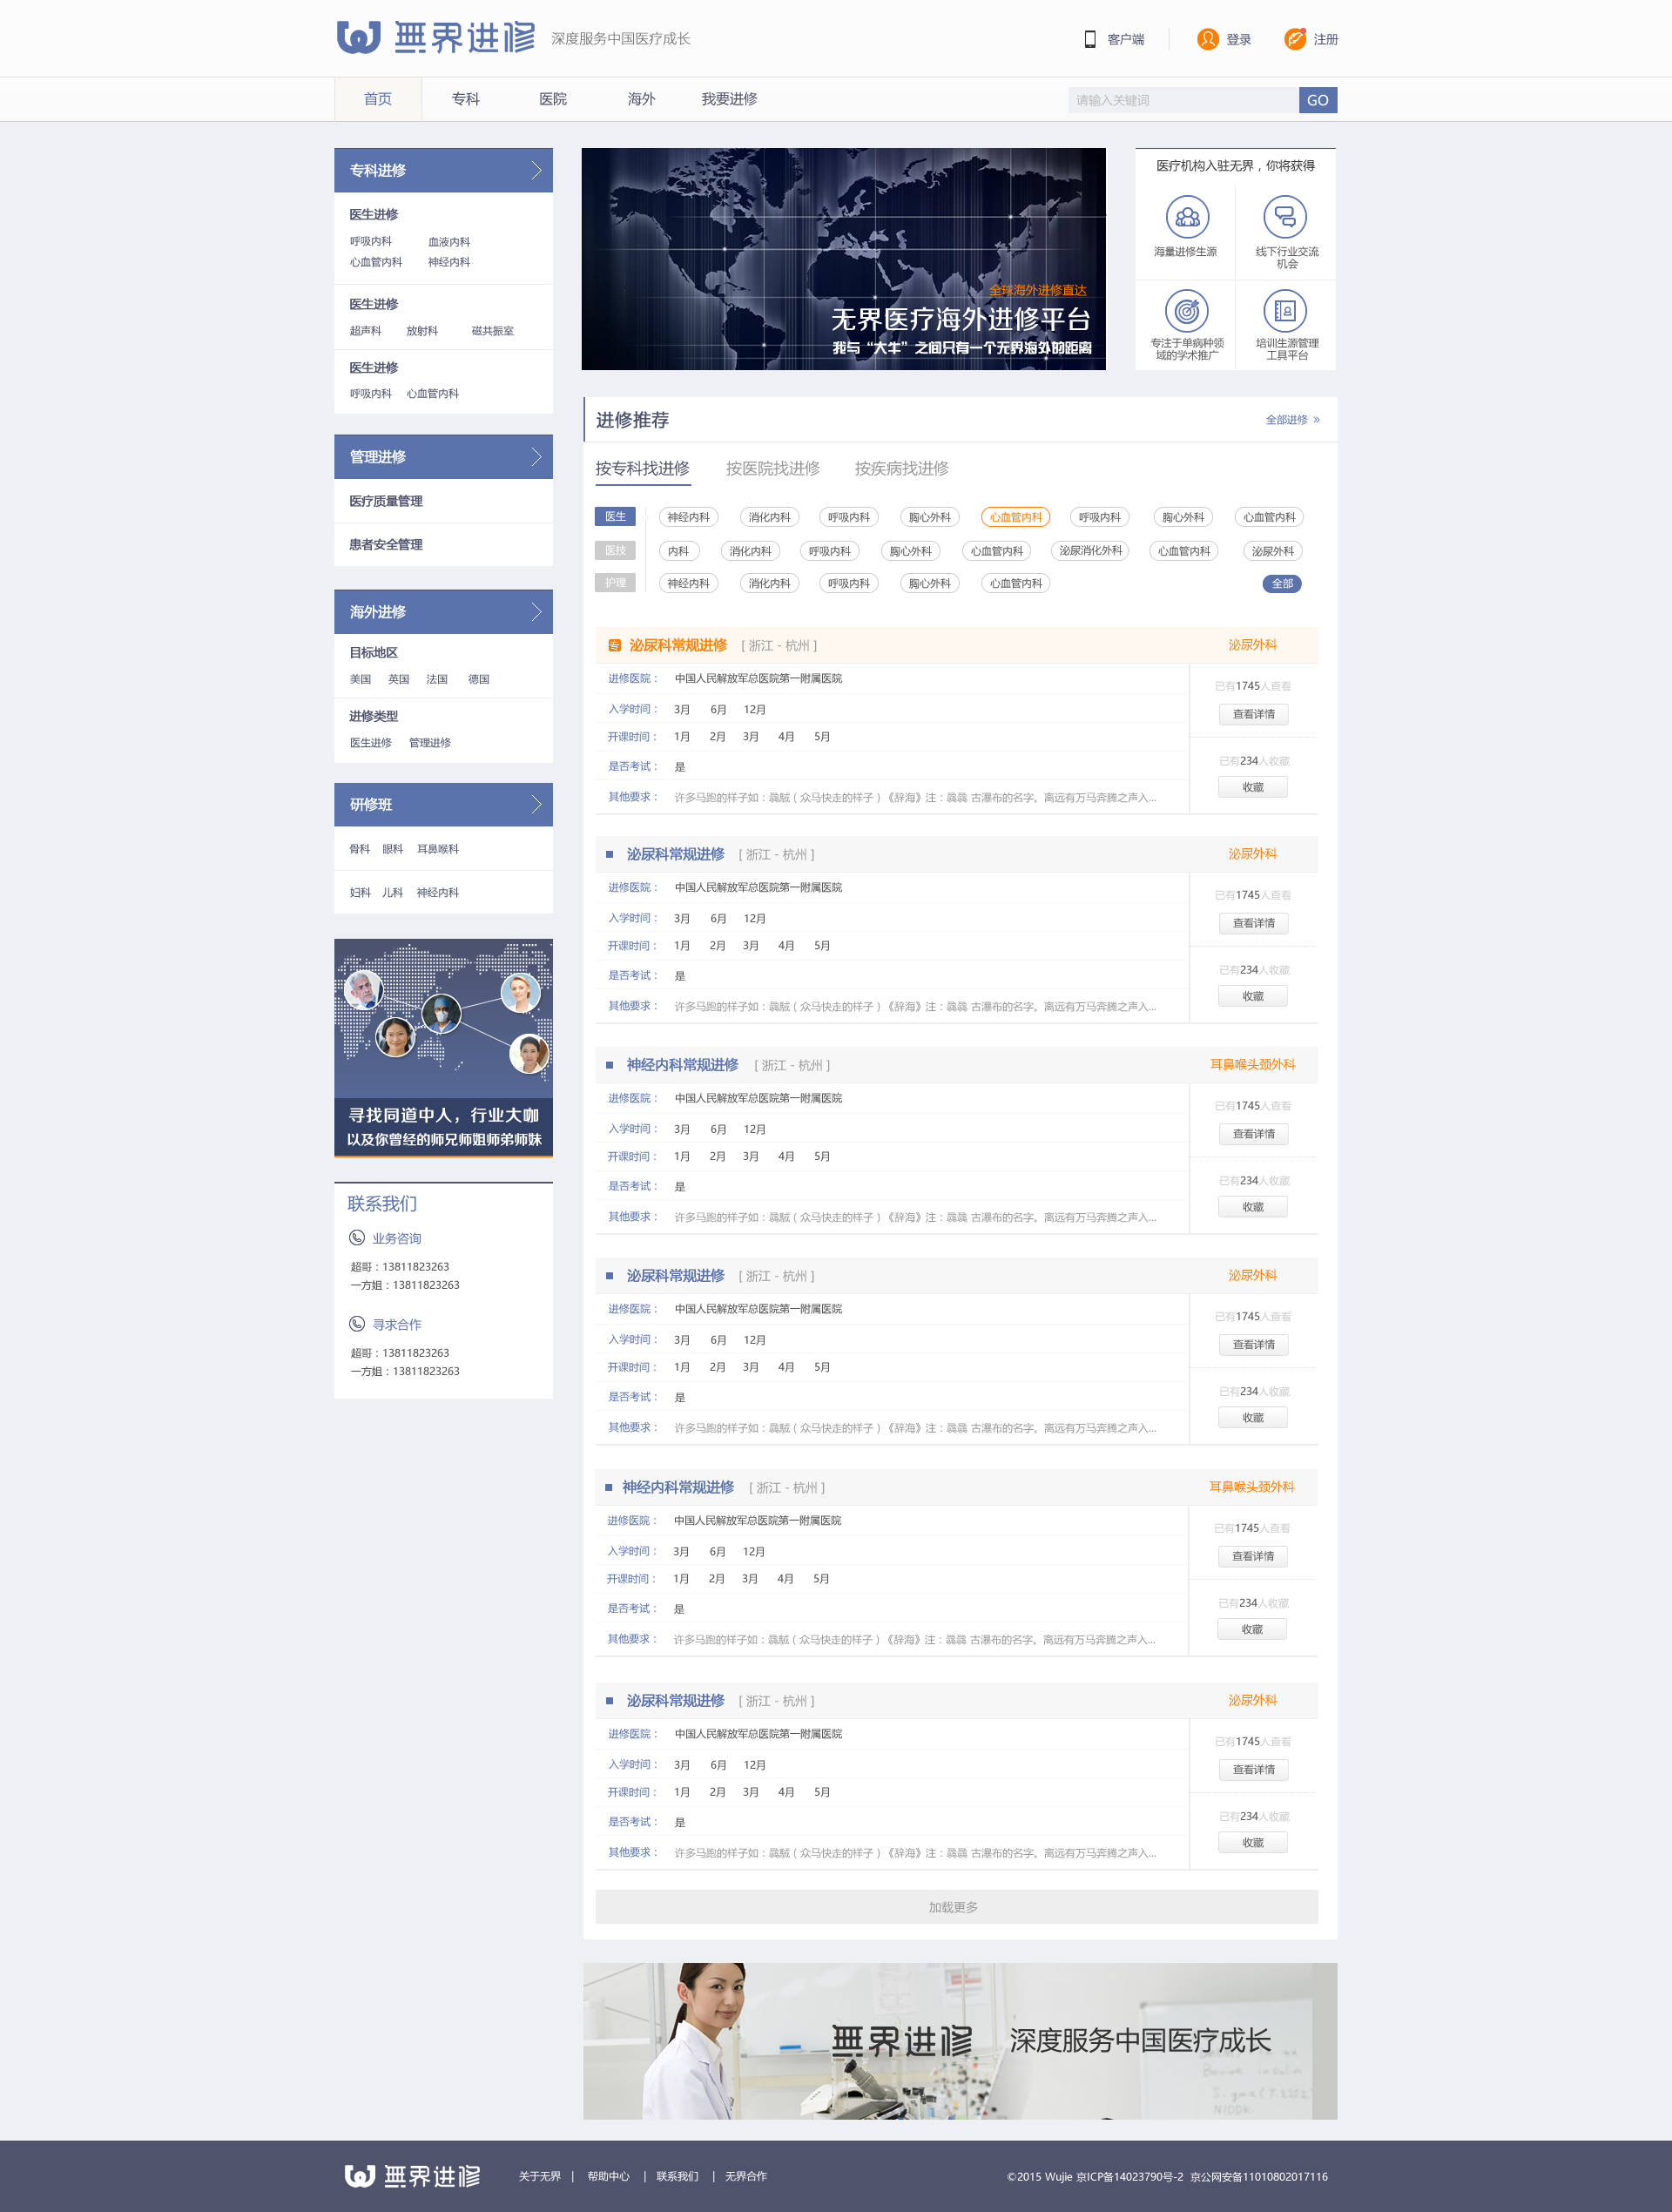 無界进修 深度服务中国医疗成长
客户端 登录 注册
首页 专科 医院 海外 我要进修
请输入关键词 GO
专科进修
医生进修
呼吸内科 血液内科
心血管内科 神经内科
医生进修
超声科 放射科 磁共振室
医生进修
呼吸内科 心血管内科
管理进修
医疗质量管理
患者安全管理
海外进修
目标地区
美国 英国 法国 德国
进修类型
医生进修 管理进修
研修班
骨科 眼科 耳鼻喉科
妇科 儿科 神经内科
寻找同道中人，行业大咖
以及你曾经的师兄师姐师弟师妹
联系我们
业务咨询
超哥：13811823263
一方姐：13811823263
寻求合作
超哥：13811823263
一方姐：13811823263
全球海外进修直达
无界医疗海外进修平台
我与“大牛”之间只有一个无界海外的距离
医疗机构入驻无界，你将获得
海量进修生源
线下行业交流
机会
专注于单病种领
域的学术推广
培训生源管理
工具平台
进修推荐 全部进修 »
按专科找进修 按医院找进修 按疾病找进修
医生 神经内科 消化内科 呼吸内科 胸心外科 心血管内科 呼吸内科 胸心外科 心血管内科
医技 内科 消化内科 呼吸内科 胸心外科 心血管内科 泌尿消化外科 心血管内科 泌尿外科
护理 神经内科 消化内科 呼吸内科 胸心外科 心血管内科 全部
专 泌尿科常规进修 [ 浙江 - 杭州 ] 泌尿外科
进修医院： 中国人民解放军总医院第一附属医院
入学时间： 3月 6月 12月
开课时间： 1月 2月 3月 4月 5月
是否考试： 是
其他要求： 许多马跑的样子如：骉駥（众马快走的样子）《辞海》注：骉骉 古瀑布的名字。离远有万马奔腾之声入...
已有1745人查看
查看详情
已有234人收藏
收藏
泌尿科常规进修 [ 浙江 - 杭州 ] 泌尿外科
进修医院： 中国人民解放军总医院第一附属医院
入学时间： 3月 6月 12月
开课时间： 1月 2月 3月 4月 5月
是否考试： 是
其他要求： 许多马跑的样子如：骉駥（众马快走的样子）《辞海》注：骉骉 古瀑布的名字。离远有万马奔腾之声入...
已有1745人查看
查看详情
已有234人收藏
收藏
神经内科常规进修 [ 浙江 - 杭州 ] 耳鼻喉头颈外科
进修医院： 中国人民解放军总医院第一附属医院
入学时间： 3月 6月 12月
开课时间： 1月 2月 3月 4月 5月
是否考试： 是
其他要求： 许多马跑的样子如：骉駥（众马快走的样子）《辞海》注：骉骉 古瀑布的名字。离远有万马奔腾之声入...
已有1745人查看
查看详情
已有234人收藏
收藏
泌尿科常规进修 [ 浙江 - 杭州 ] 泌尿外科
进修医院： 中国人民解放军总医院第一附属医院
入学时间： 3月 6月 12月
开课时间： 1月 2月 3月 4月 5月
是否考试： 是
其他要求： 许多马跑的样子如：骉駥（众马快走的样子）《辞海》注：骉骉 古瀑布的名字。离远有万马奔腾之声入...
已有1745人查看
查看详情
已有234人收藏
收藏
神经内科常规进修 [ 浙江 - 杭州 ] 耳鼻喉头颈外科
进修医院： 中国人民解放军总医院第一附属医院
入学时间： 3月 6月 12月
开课时间： 1月 2月 3月 4月 5月
是否考试： 是
其他要求： 许多马跑的样子如：骉駥（众马快走的样子）《辞海》注：骉骉 古瀑布的名字。离远有万马奔腾之声入...
已有1745人查看
查看详情
已有234人收藏
收藏
泌尿科常规进修 [ 浙江 - 杭州 ] 泌尿外科
进修医院： 中国人民解放军总医院第一附属医院
入学时间： 3月 6月 12月
开课时间： 1月 2月 3月 4月 5月
是否考试： 是
其他要求： 许多马跑的样子如：骉駥（众马快走的样子）《辞海》注：骉骉 古瀑布的名字。离远有万马奔腾之声入...
已有1745人查看
查看详情
已有234人收藏
收藏
加载更多
無界进修 深度服务中国医疗成长
無界进修 关于无界 | 帮助中心 | 联系我们 | 无界合作 ©2015 Wujie 京ICP备14023790号-2 京公网安备11010802017116